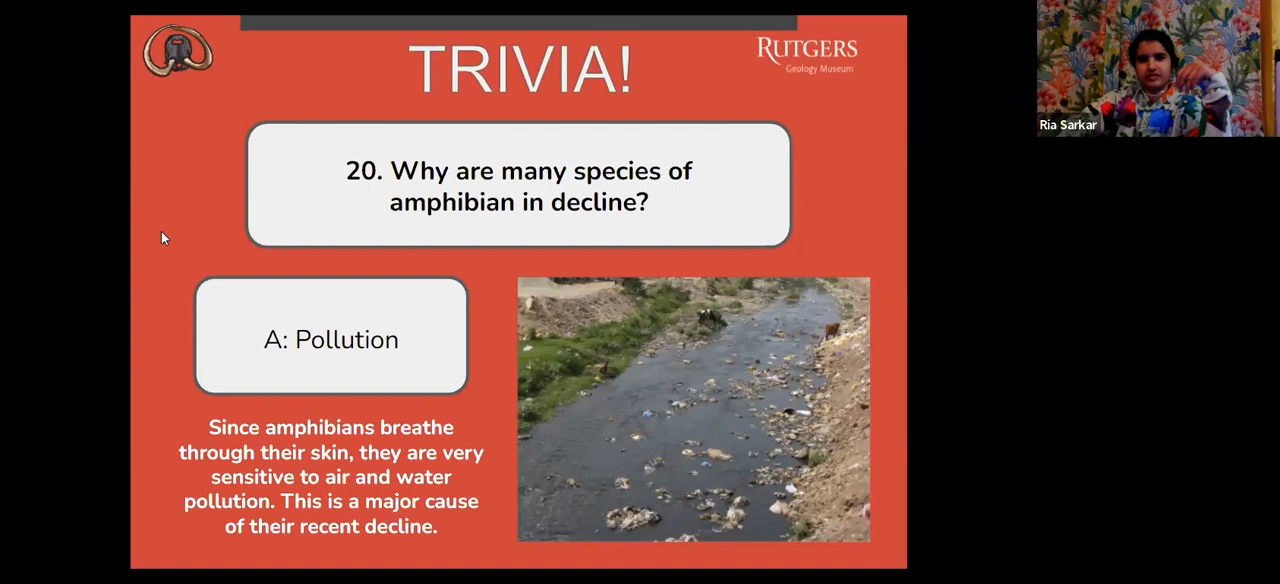 TRIVIA!
RUTGERS
Geology Museum
Ria Sarkar
20. Why are many species of
amphibian in decline?
A: Pollution
Since amphibians breathe
through their skin, they are very
sensitive to air and water
pollution. This is a major cause
of their recent decline.